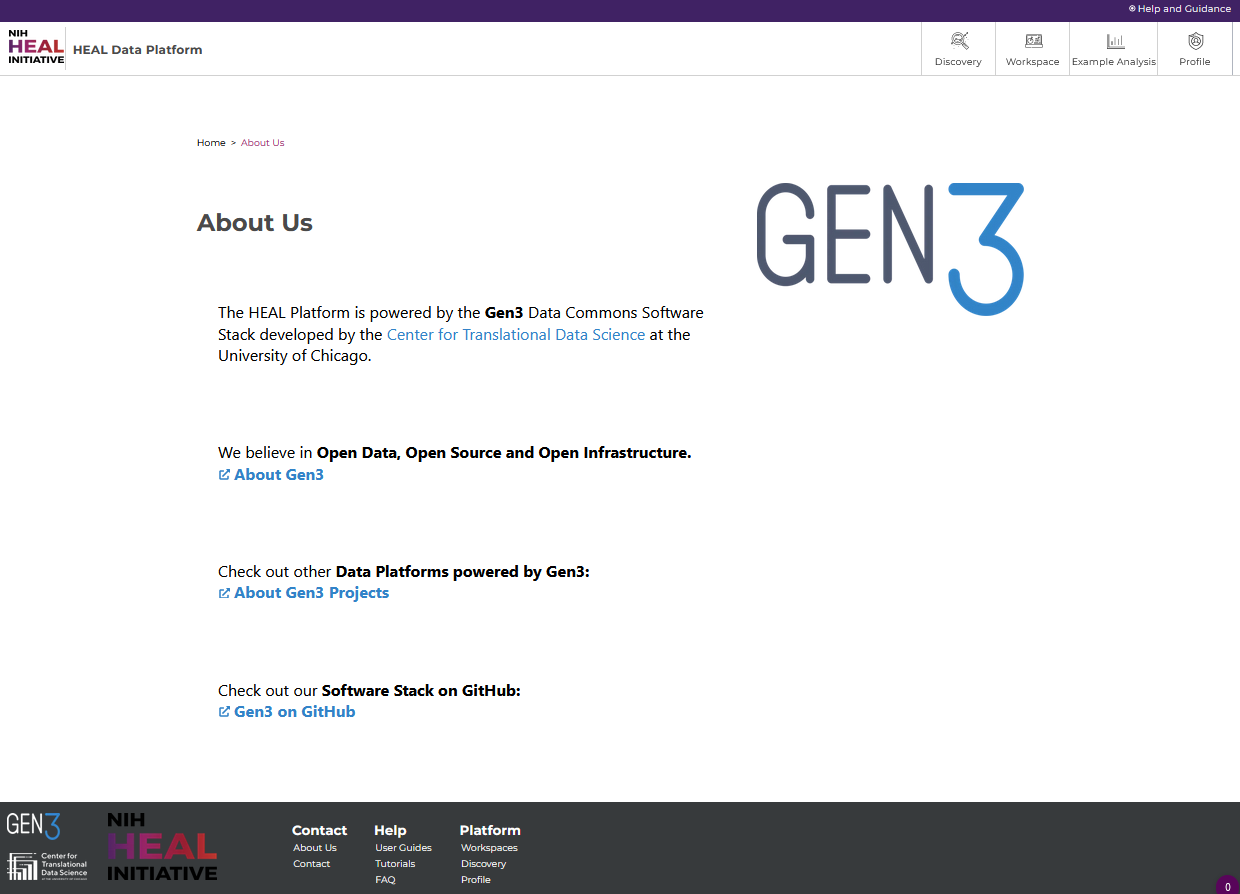 Help and Guidance
NIH
HEAL
INITIATIVE
HEAL Data Platform
Discovery
Workspace
Example Analysis
Profile
Home > About Us
GEN3
About Us
The HEAL Platform is powered by the Gen3 Data Commons Software
Stack developed by the Center for Translational Data Science at the
University of Chicago.
We believe in Open Data, Open Source and Open Infrastructure.
About Gen3
Check out other Data Platforms powered by Gen3:
About Gen3 Projects
Check out our Software Stack on GitHub:
Gen3 on GitHub
GEN3
Center for
Translational
Data Science
AT THE UNIVERSITY OF CHICAGO
NIH
HEAL
INITIATIVE
Contact
About Us
Contact
Help
User Guides
Tutorials
FAQ
Platform
Workspaces
Discovery
Profile
0